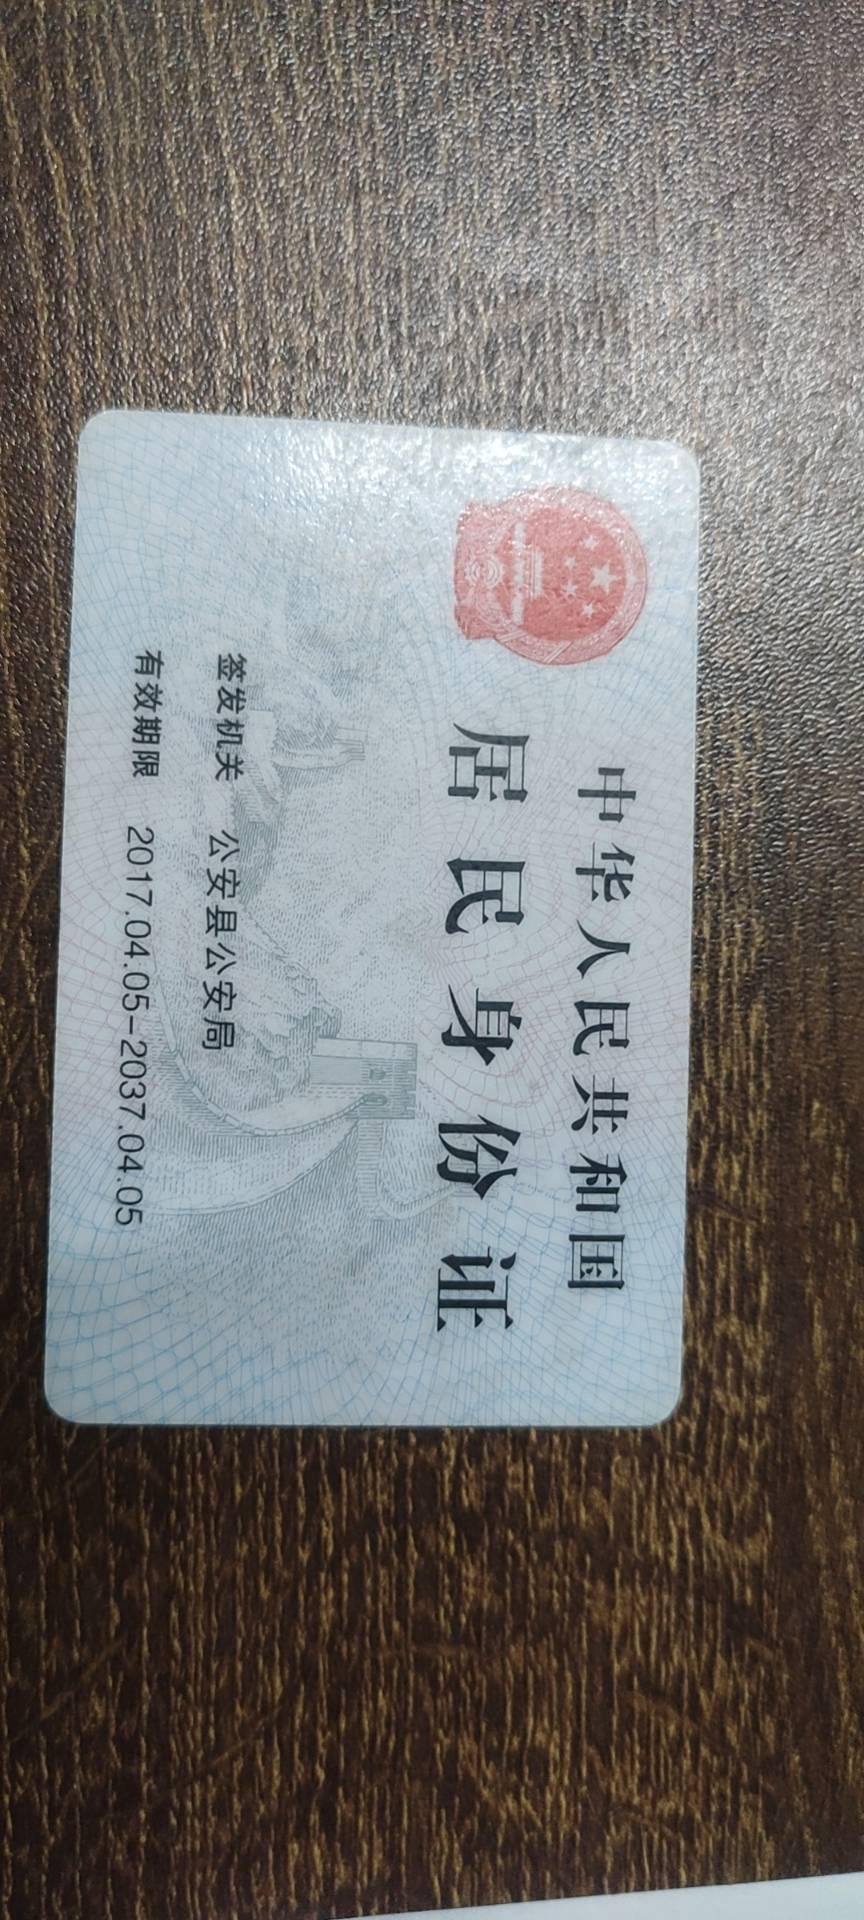 中华人民共和国
居民身份证
签发机关 公安县公安局
有效期限 2017.04.05-2037.04.05